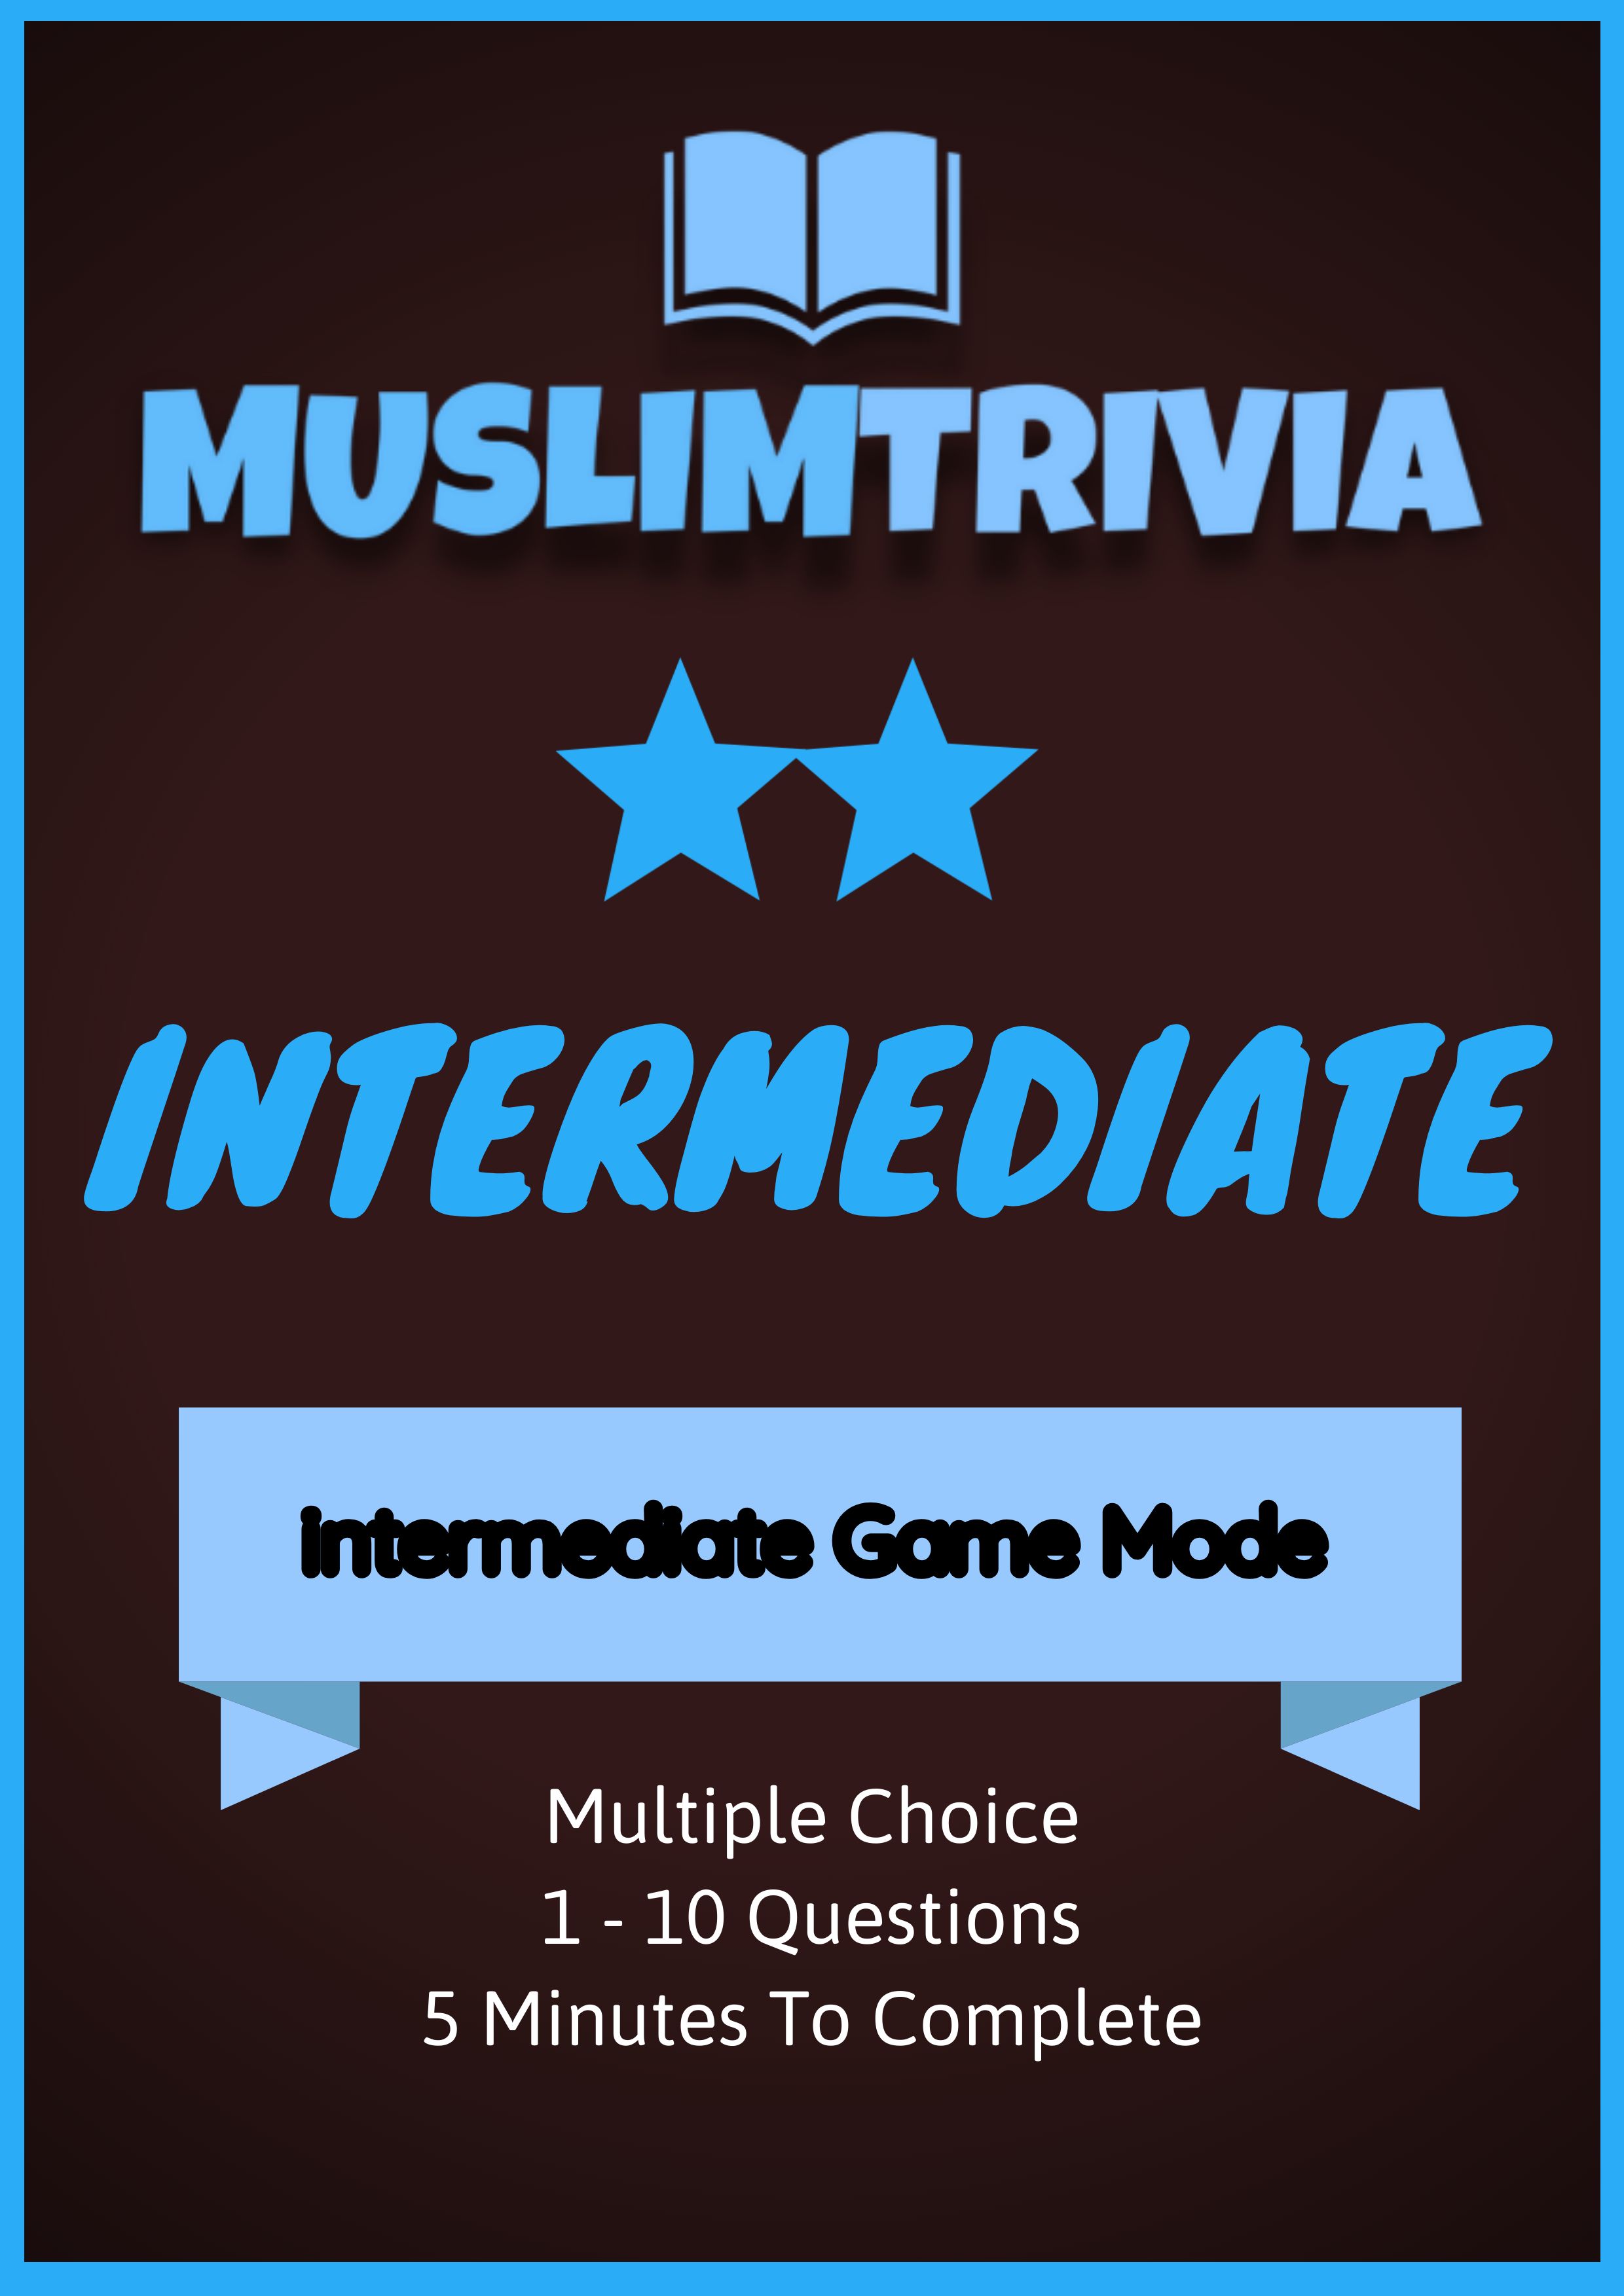 MUSLIMTRIVIA
INTERMEDIATE
intermediate Game Mode
Multiple Choice
1 - 10 Questions
5 Minutes To Complete